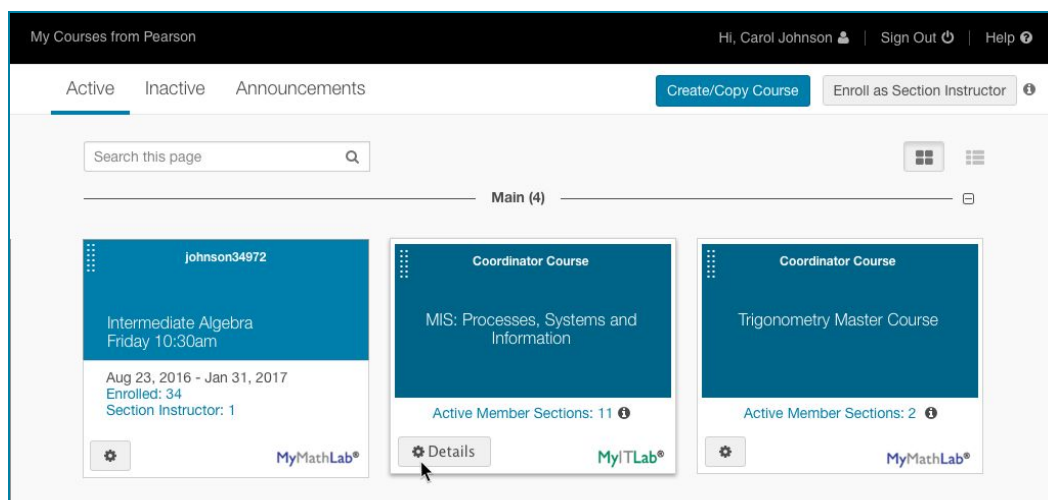 My Courses from Pearson
Hi, Carol Johnson | Sign Out | Help
Active Inactive Announcements
Create/Copy Course Enroll as Section Instructor
Search this page
Main (4)
johnson34972
Intermediate Algebra
Friday 10:30am
Aug 23, 2016 - Jan 31, 2017
Enrolled: 34
Section Instructor: 1
MyMathLab®
Coordinator Course
MIS: Processes, Systems and
Information
Active Member Sections: 11
Details
MyITLab®
Coordinator Course
Trigonometry Master Course
Active Member Sections: 2
MyMathLab®